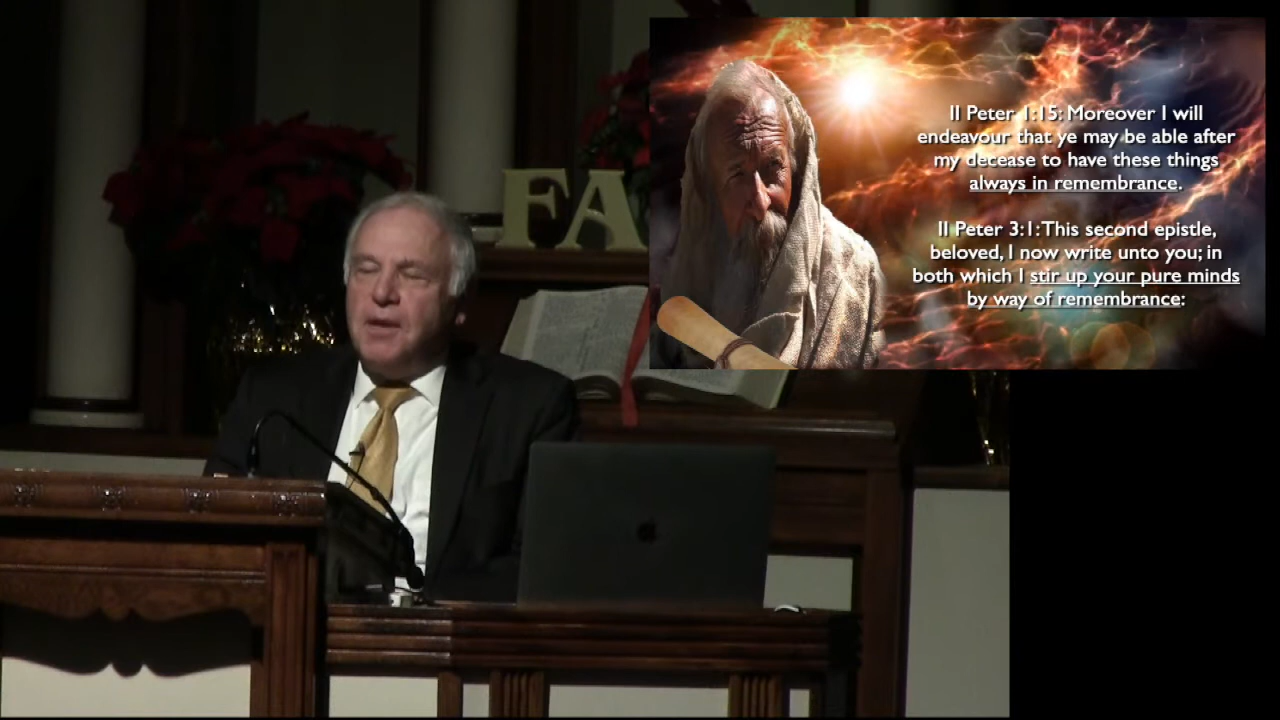 FA
II Peter 1:15: Moreover I will
endeavour that ye may be able after
my decease to have these things
always in remembrance.
II Peter 3:1: This second epistle,
beloved, I now write unto you; in
both which I stir up your pure minds
by way of remembrance: